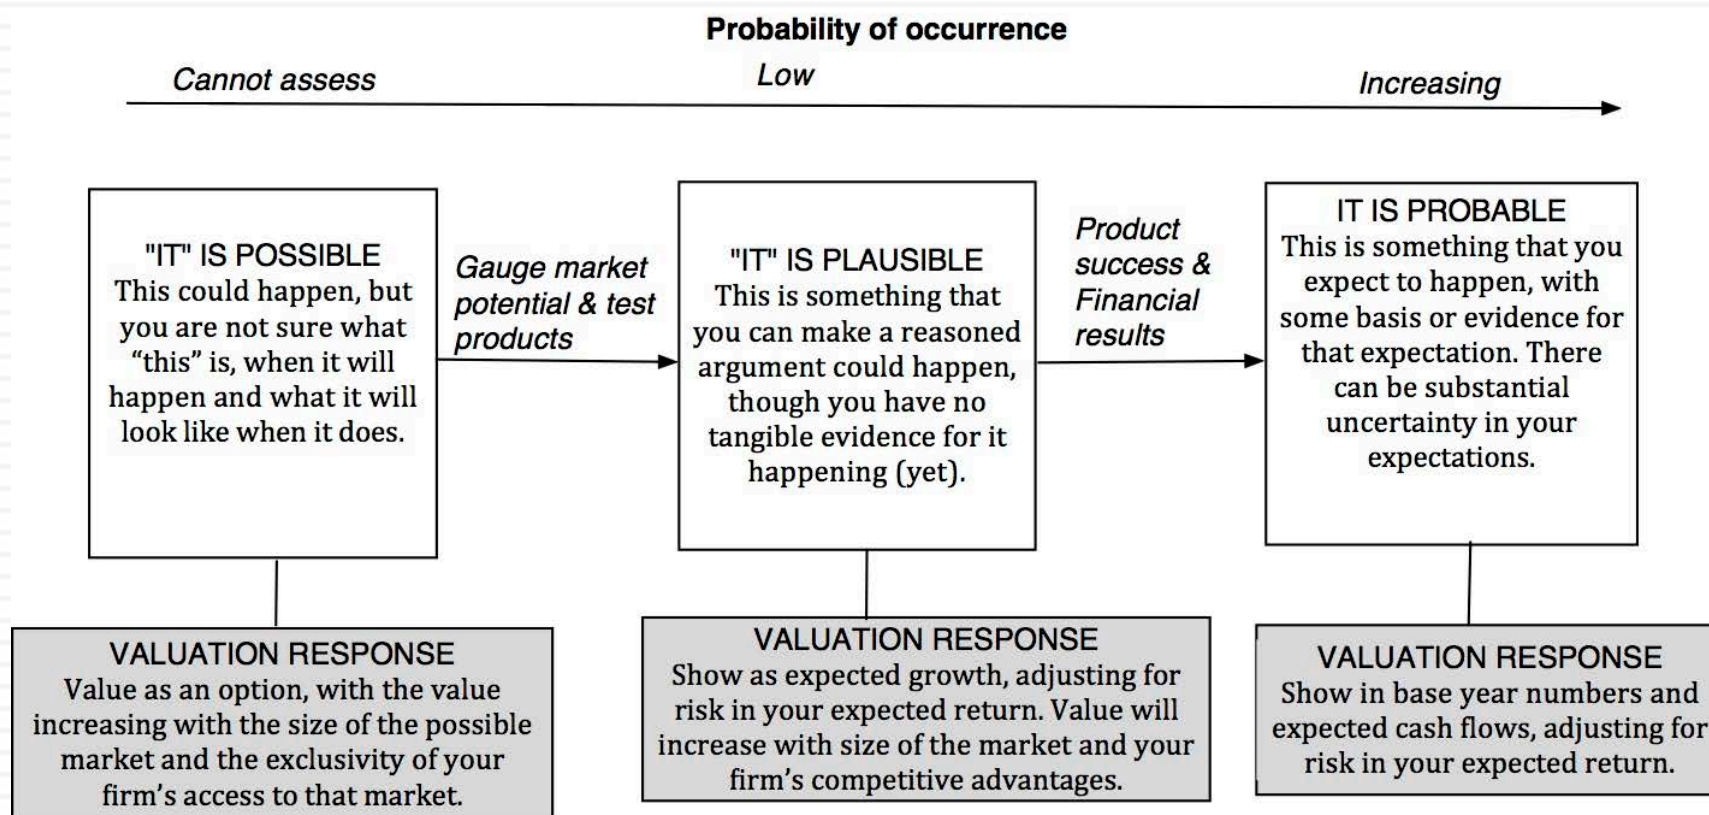 Probability of occurrence
Cannot assess
Low
Increasing
"IT" IS POSSIBLE
This could happen, but
you are not sure what
“this” is, when it will
happen and what it will
look like when it does.
Gauge market
potential & test
products
"IT" IS PLAUSIBLE
This is something that
you can make a reasoned
argument could happen,
though you have no
tangible evidence for it
happening (yet).
Product
success &
Financial
results
IT IS PROBABLE
This is something that you
expect to happen, with
some basis or evidence for
that expectation. There
can be substantial
uncertainty in your
expectations.
VALUATION RESPONSE
Value as an option, with the value
increasing with the size of the possible
market and the exclusivity of your
firm’s access to that market.
VALUATION RESPONSE
Show as expected growth, adjusting for
risk in your expected return. Value will
increase with size of the market and your
firm’s competitive advantages.
VALUATION RESPONSE
Show in base year numbers and
expected cash flows, adjusting for
risk in your expected return.